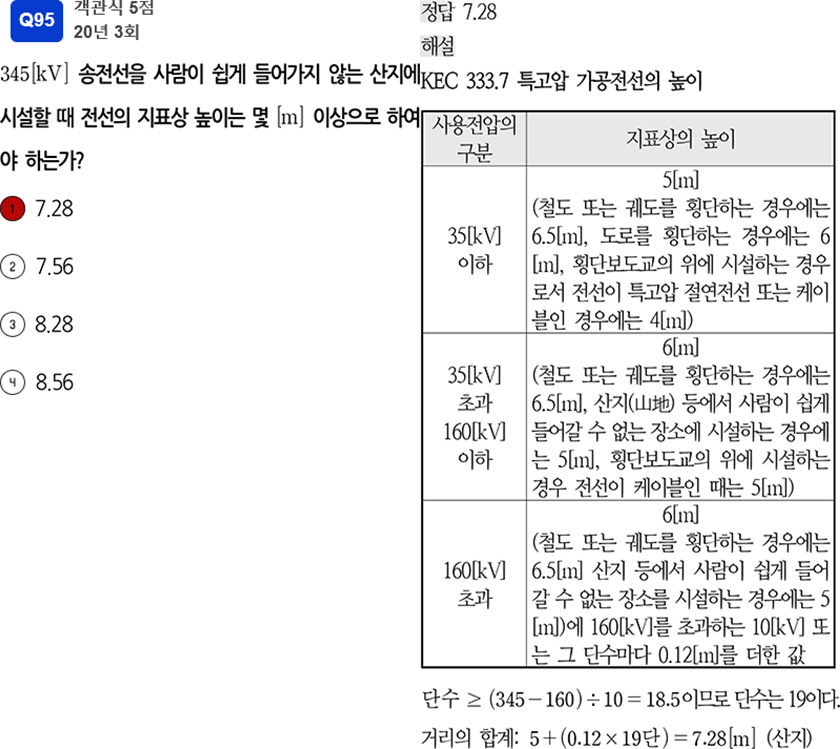 Q95
객관식 5점
20년 3회
345[kV] 송전선을 사람이 쉽게 들어가지 않는 산지에
시설할 때 전선의 지표상 높이는 몇 [m] 이상으로 하여
야 하는가?
1 7.28
2 7.56
3 8.28
4 8.56
정답 7.28
해설
KEC 333.7 특고압 가공전선의 높이
사용전압의
구분
지표상의 높이
35[kV]
이하
5[m]
(철도 또는 궤도를 횡단하는 경우에는
6.5[m], 도로를 횡단하는 경우에는 6
[m], 횡단보도교의 위에 시설하는 경우
로서 전선이 특고압 절연전선 또는 케이
블인 경우에는 4[m])
35[kV]
초과
160[kV]
이하
6[m]
(철도 또는 궤도를 횡단하는 경우에는
6.5[m], 산지(山地) 등에서 사람이 쉽게
들어갈 수 없는 장소에 시설하는 경우에
는 5[m], 횡단보도교의 위에 시설하는
경우 전선이 케이블인 때는 5[m])
160[kV]
초과
6[m]
(철도 또는 궤도를 횡단하는 경우에는
6.5[m] 산지 등에서 사람이 쉽게 들어
갈 수 없는 장소를 시설하는 경우에는 5
[m])에 160[kV]를 초과하는 10[kV] 또
는 그 단수마다 0.12[m]를 더한 값
단수 ≥ (345-160)÷10=18.5이므로 단수는 19이다.
거리의 합계: 5+(0.12×19단)=7.28[m] (산지)